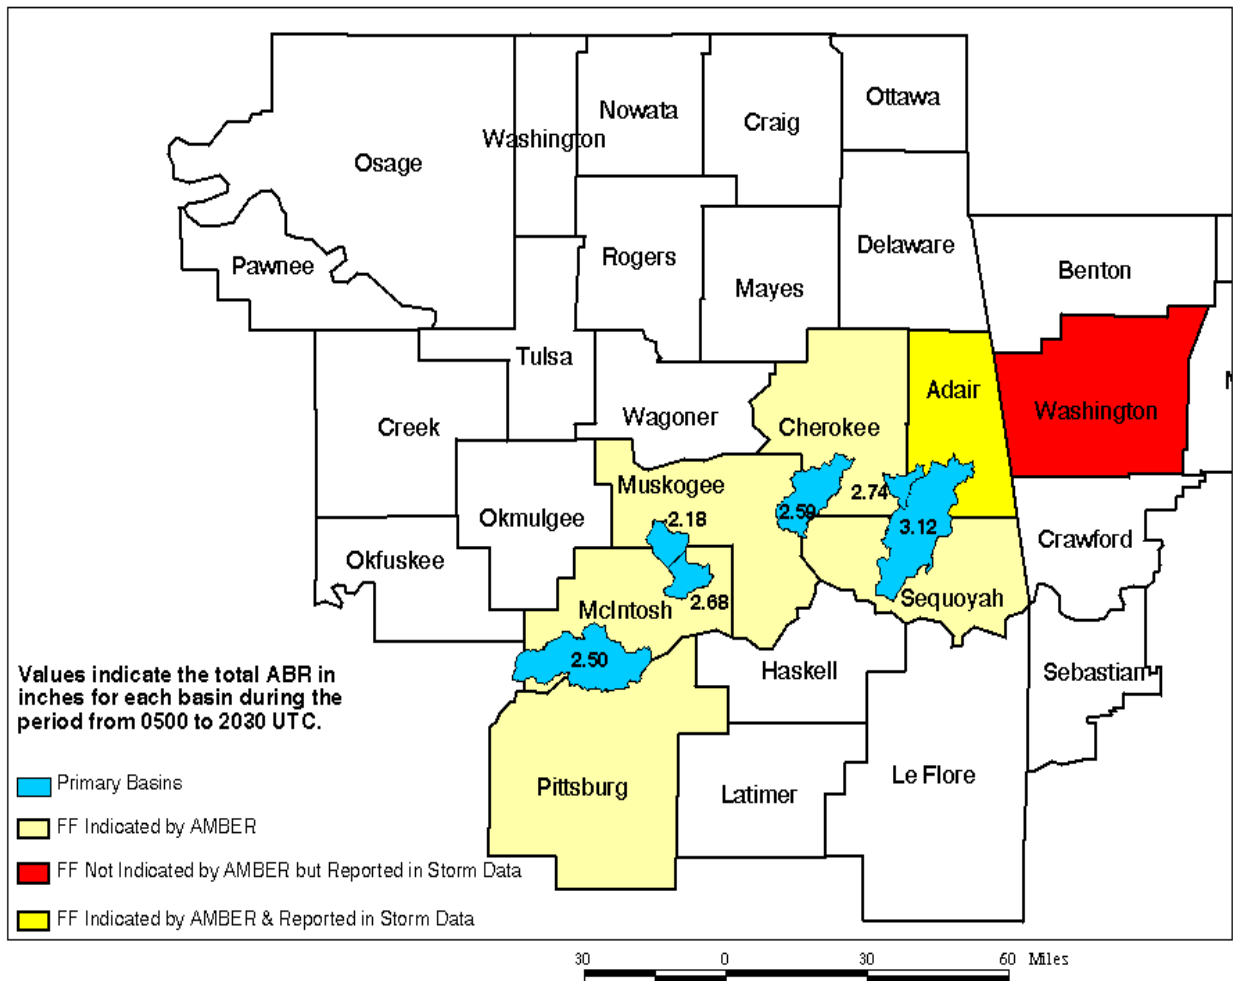 Ottawa
Nowata
Craig
Washington
Osage
Delaware
Rogers
Pawnee
Benton
Mayes
Tulsa
Adair
Washington
Wagoner
Creek
Cherokee
Muskogee
2.74
2.59
2.18
Okmulgee
3.12
Crawford
Okfuskee
Sequoyah
McIntosh
2.68
2.50
Haskell
Sebastian
Values indicate the total ABR in
inches for each basin during the
period from 0500 to 2030 UTC.
Le Flore
Pittsburg
Latimer
Primary Basins
FF Indicated by AMBER
FF Not Indicated by AMBER but Reported in Storm Data
FF Indicated by AMBER & Reported in Storm Data
30 0 30 60 Miles